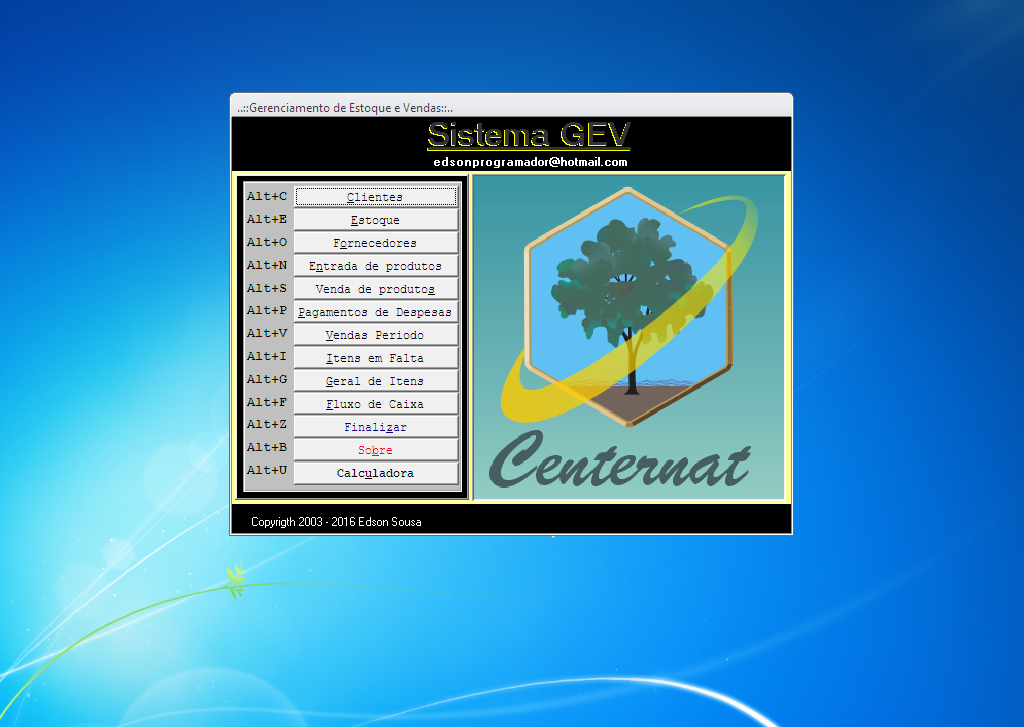 ..::Gerenciamento de Estoque e Vendas::..
Sistema GEV
edsonprogramador@hotmail.com
Alt+C Clientes
Alt+E Estoque
Alt+O Fornecedores
Alt+N Entrada de produtos
Alt+S Venda de produtos
Alt+P Pagamentos de Despesas
Alt+V Vendas Periodo
Alt+I Itens em Falta
Alt+G Geral de Itens
Alt+F Fluxo de Caixa
Alt+Z Finalizar
Alt+B Sobre
Alt+U Calculadora
Centernat
Copyrigth 2003 - 2016 Edson Sousa